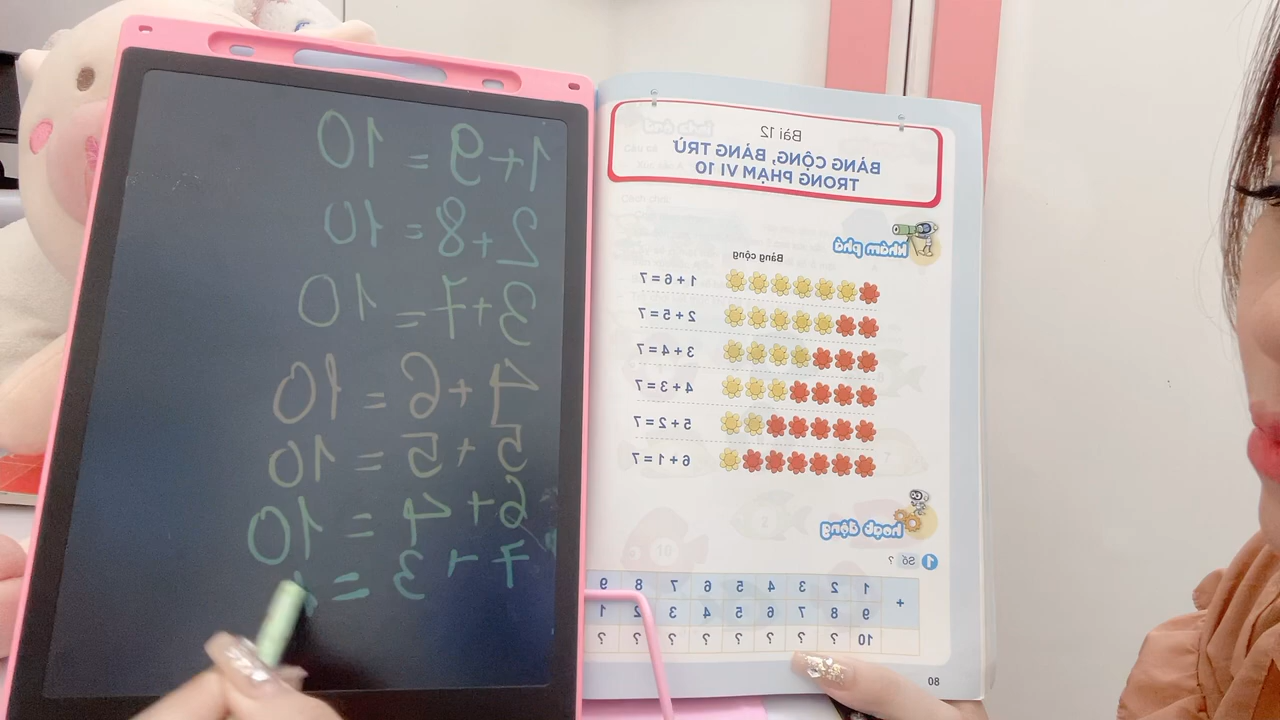 1+9=10
2+8=10
3+7=10
4+6=10
5+5=10
6+4=10
7+3=1
Bài 12
BẢNG CỘNG, BẢNG TRỪ
TRONG PHẠM VI 10
Khám phá
Bảng cộng
1 + 6 = 7
2 + 5 = 7
3 + 4 = 7
4 + 3 = 7
5 + 2 = 7
6 + 1 = 7
Hoạt động
1 Số ?
+ 1 2 3 4 5 6 7 8 9
9 8 7 6 5 4 3 2 1
10 ? ? ? ? ? ? ? ?
80